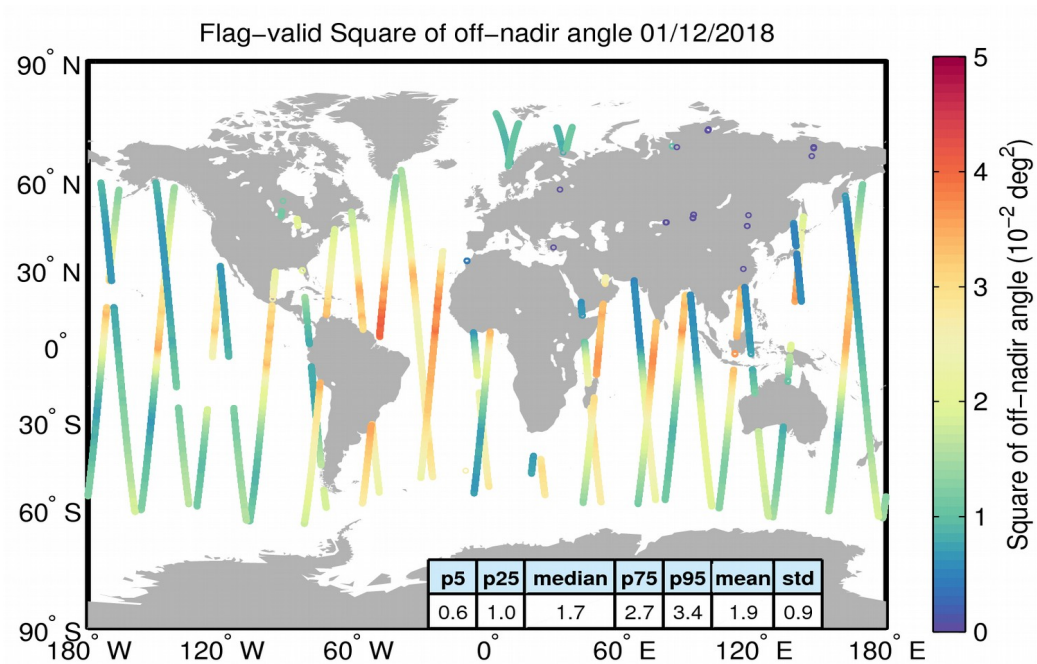 Flag−valid Square of off−nadir angle 01/12/2018
90° N
60° N
30° N
0°
30° S
60° S
90° S
180° W
120° W
60° W
0°
60° E
120° E
180° E
p5 p25 median p75 p95 mean std
0.6 1.0 1.7 2.7 3.4 1.9 0.9
5
4
3
2
1
0
Square of off−nadir angle (10⁻² deg²)